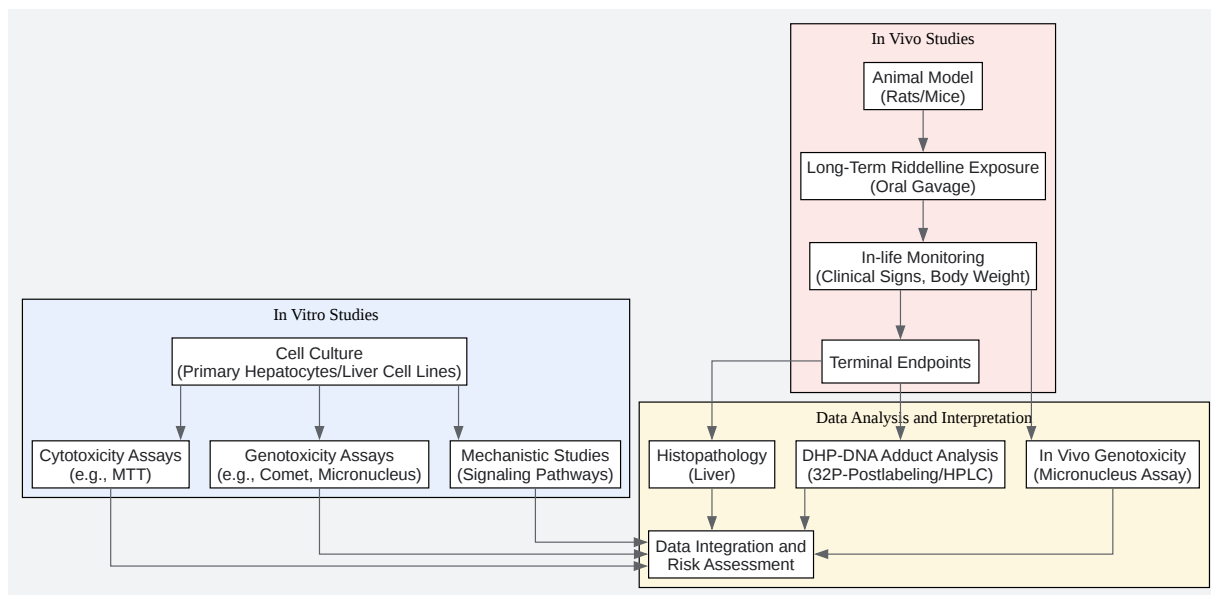 In Vivo Studies
Animal Model
(Rats/Mice)
Long-Term Riddelline Exposure
(Oral Gavage)
In-life Monitoring
(Clinical Signs, Body Weight)
Terminal Endpoints
In Vitro Studies
Cell Culture
(Primary Hepatocytes/Liver Cell Lines)
Cytotoxicity Assays
(e.g., MTT)
Genotoxicity Assays
(e.g., Comet, Micronucleus)
Mechanistic Studies
(Signaling Pathways)
Data Analysis and Interpretation
Histopathology
(Liver)
DHP-DNA Adduct Analysis
(32P-Postlabeling/HPLC)
In Vivo Genotoxicity
(Micronucleus Assay)
Data Integration and
Risk Assessment